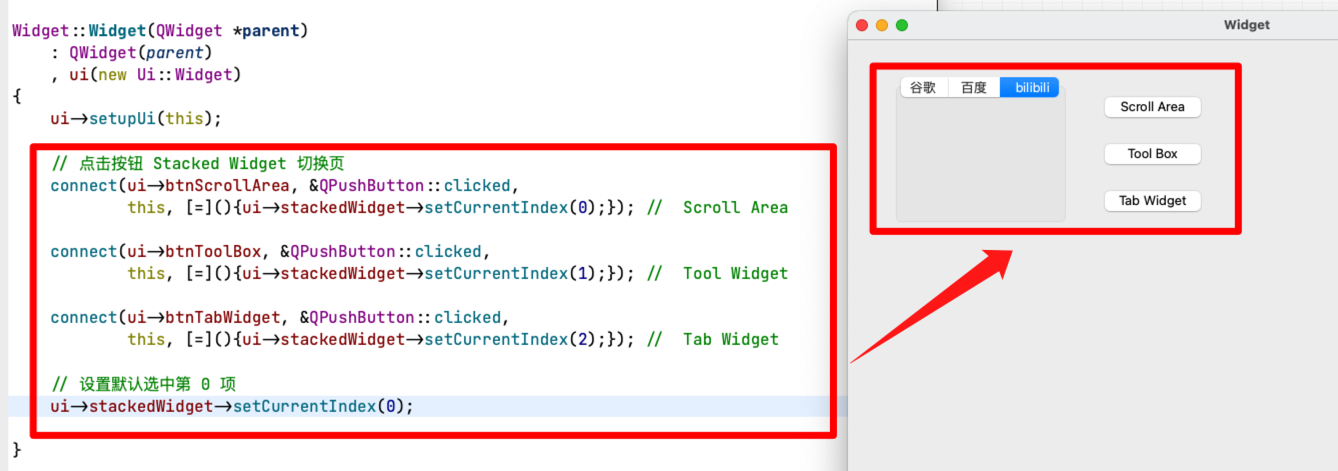 Widget::Widget(QWidget *parent)
    : QWidget(parent)
    , ui(new Ui::Widget)
{
    ui->setupUi(this);
    // 点击按钮 Stacked Widget 切换页
    connect(ui->btnScrollArea, &QPushButton::clicked,
            this, [=](){ui->stackedWidget->setCurrentIndex(0);}); //  Scroll Area
    connect(ui->btnToolBox, &QPushButton::clicked,
            this, [=](){ui->stackedWidget->setCurrentIndex(1);}); //  Tool Widget
    connect(ui->btnTabWidget, &QPushButton::clicked,
            this, [=](){ui->stackedWidget->setCurrentIndex(2);}); //  Tab Widget
    // 设置默认选中第 0 项
    ui->stackedWidget->setCurrentIndex(0);
}
Widget
谷歌 百度 bilibili
Scroll Area
Tool Box
Tab Widget